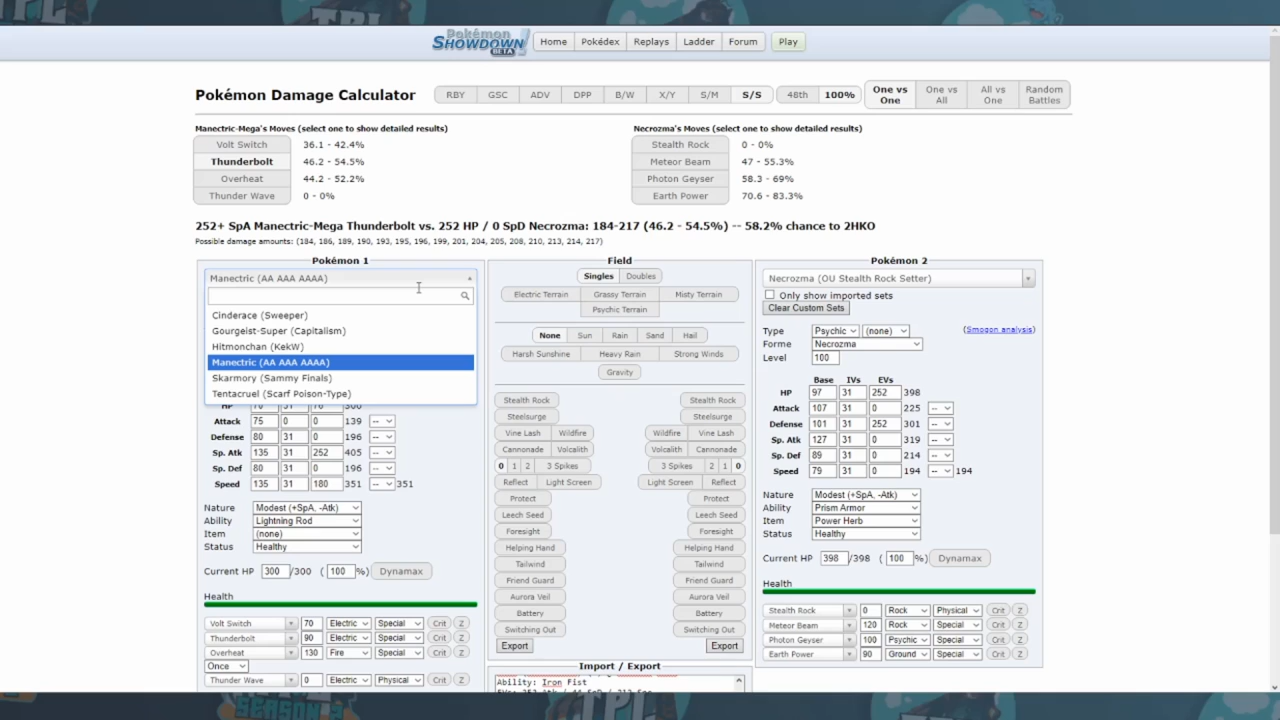 TPL
Pokémon
SHOWDOWN!
BETA
Home Pokédex Replays Ladder Forum Play
Pokémon Damage Calculator
RBY GSC ADV DPP B/W X/Y S/M S/S 48th 100% One vs One One vs All All vs One Random Battles
Manectric-Mega's Moves (select one to show detailed results)
Volt Switch 36.1 - 42.4%
Thunderbolt 46.2 - 54.5%
Overheat 44.2 - 52.2%
Thunder Wave 0 - 0%
Necrozma's Moves (select one to show detailed results)
Stealth Rock 0 - 0%
Meteor Beam 47 - 55.3%
Photon Geyser 58.3 - 69%
Earth Power 70.6 - 83.3%
252+ SpA Manectric-Mega Thunderbolt vs. 252 HP / 0 SpD Necrozma: 184-217 (46.2 - 54.5%) -- 58.2% chance to 2HKO
Possible damage amounts: (184, 186, 189, 190, 193, 195, 196, 199, 201, 204, 205, 208, 210, 213, 214, 217)
Pokémon 1
Manectric (AA AAA AAAA)
Cinderace (Sweeper)
Gourgeist-Super (Capitalism)
Hitmonchan (KekW)
Manectric (AA AAA AAAA)
Skarmory (Sammy Finals)
Tentacruel (Scarf Poison-Type)
HP 70 31 76 300
Attack 75 0 0 139 --
Defense 80 31 0 196 --
Sp. Atk 135 31 252 405 --
Sp. Def 80 31 0 196 --
Speed 135 31 180 351 -- 351
Nature Modest (+SpA, -Atk)
Ability Lightning Rod
Item (none)
Status Healthy
Current HP 300 /300 ( 100 %) Dynamax
Health
Volt Switch 70 Electric Special Crit Z
Thunderbolt 90 Electric Special Crit Z
Overheat 130 Fire Special Crit Z
Once
Thunder Wave 0 Electric Physical Crit Z
Field
Singles Doubles
Electric Terrain Grassy Terrain Misty Terrain
Psychic Terrain
None Sun Rain Sand Hail
Harsh Sunshine Heavy Rain Strong Winds
Gravity
Stealth Rock Stealth Rock
Steelsurge Steelsurge
Vine Lash Wildfire Wildfire Vine Lash
Cannonade Volcalith Volcalith Cannonade
0 1 2 3 Spikes 3 Spikes 2 1 0
Reflect Light Screen Light Screen Reflect
Protect Protect
Leech Seed Leech Seed
Foresight Foresight
Helping Hand Helping Hand
Tailwind Tailwind
Friend Guard Friend Guard
Aurora Veil Aurora Veil
Battery Battery
Switching Out Switching Out
Export Export
Import / Export
Ability: Iron Fist
Pokémon 2
Necrozma (OU Stealth Rock Setter)
Only show imported sets
Clear Custom Sets
Type Psychic (none) (Smogon analysis)
Forme Necrozma
Level 100
Base IVs EVs
HP 97 31 252 398
Attack 107 31 0 225 --
Defense 101 31 252 301 --
Sp. Atk 127 31 0 319 --
Sp. Def 89 31 0 214 --
Speed 79 31 0 194 -- 194
Nature Modest (+SpA, -Atk)
Ability Prism Armor
Item Power Herb
Status Healthy
Current HP 398 /398 ( 100 %) Dynamax
Health
Stealth Rock 0 Rock Physical Crit Z
Meteor Beam 120 Rock Special Crit Z
Photon Geyser 100 Psychic Special Crit Z
Earth Power 90 Ground Special Crit Z
TPL